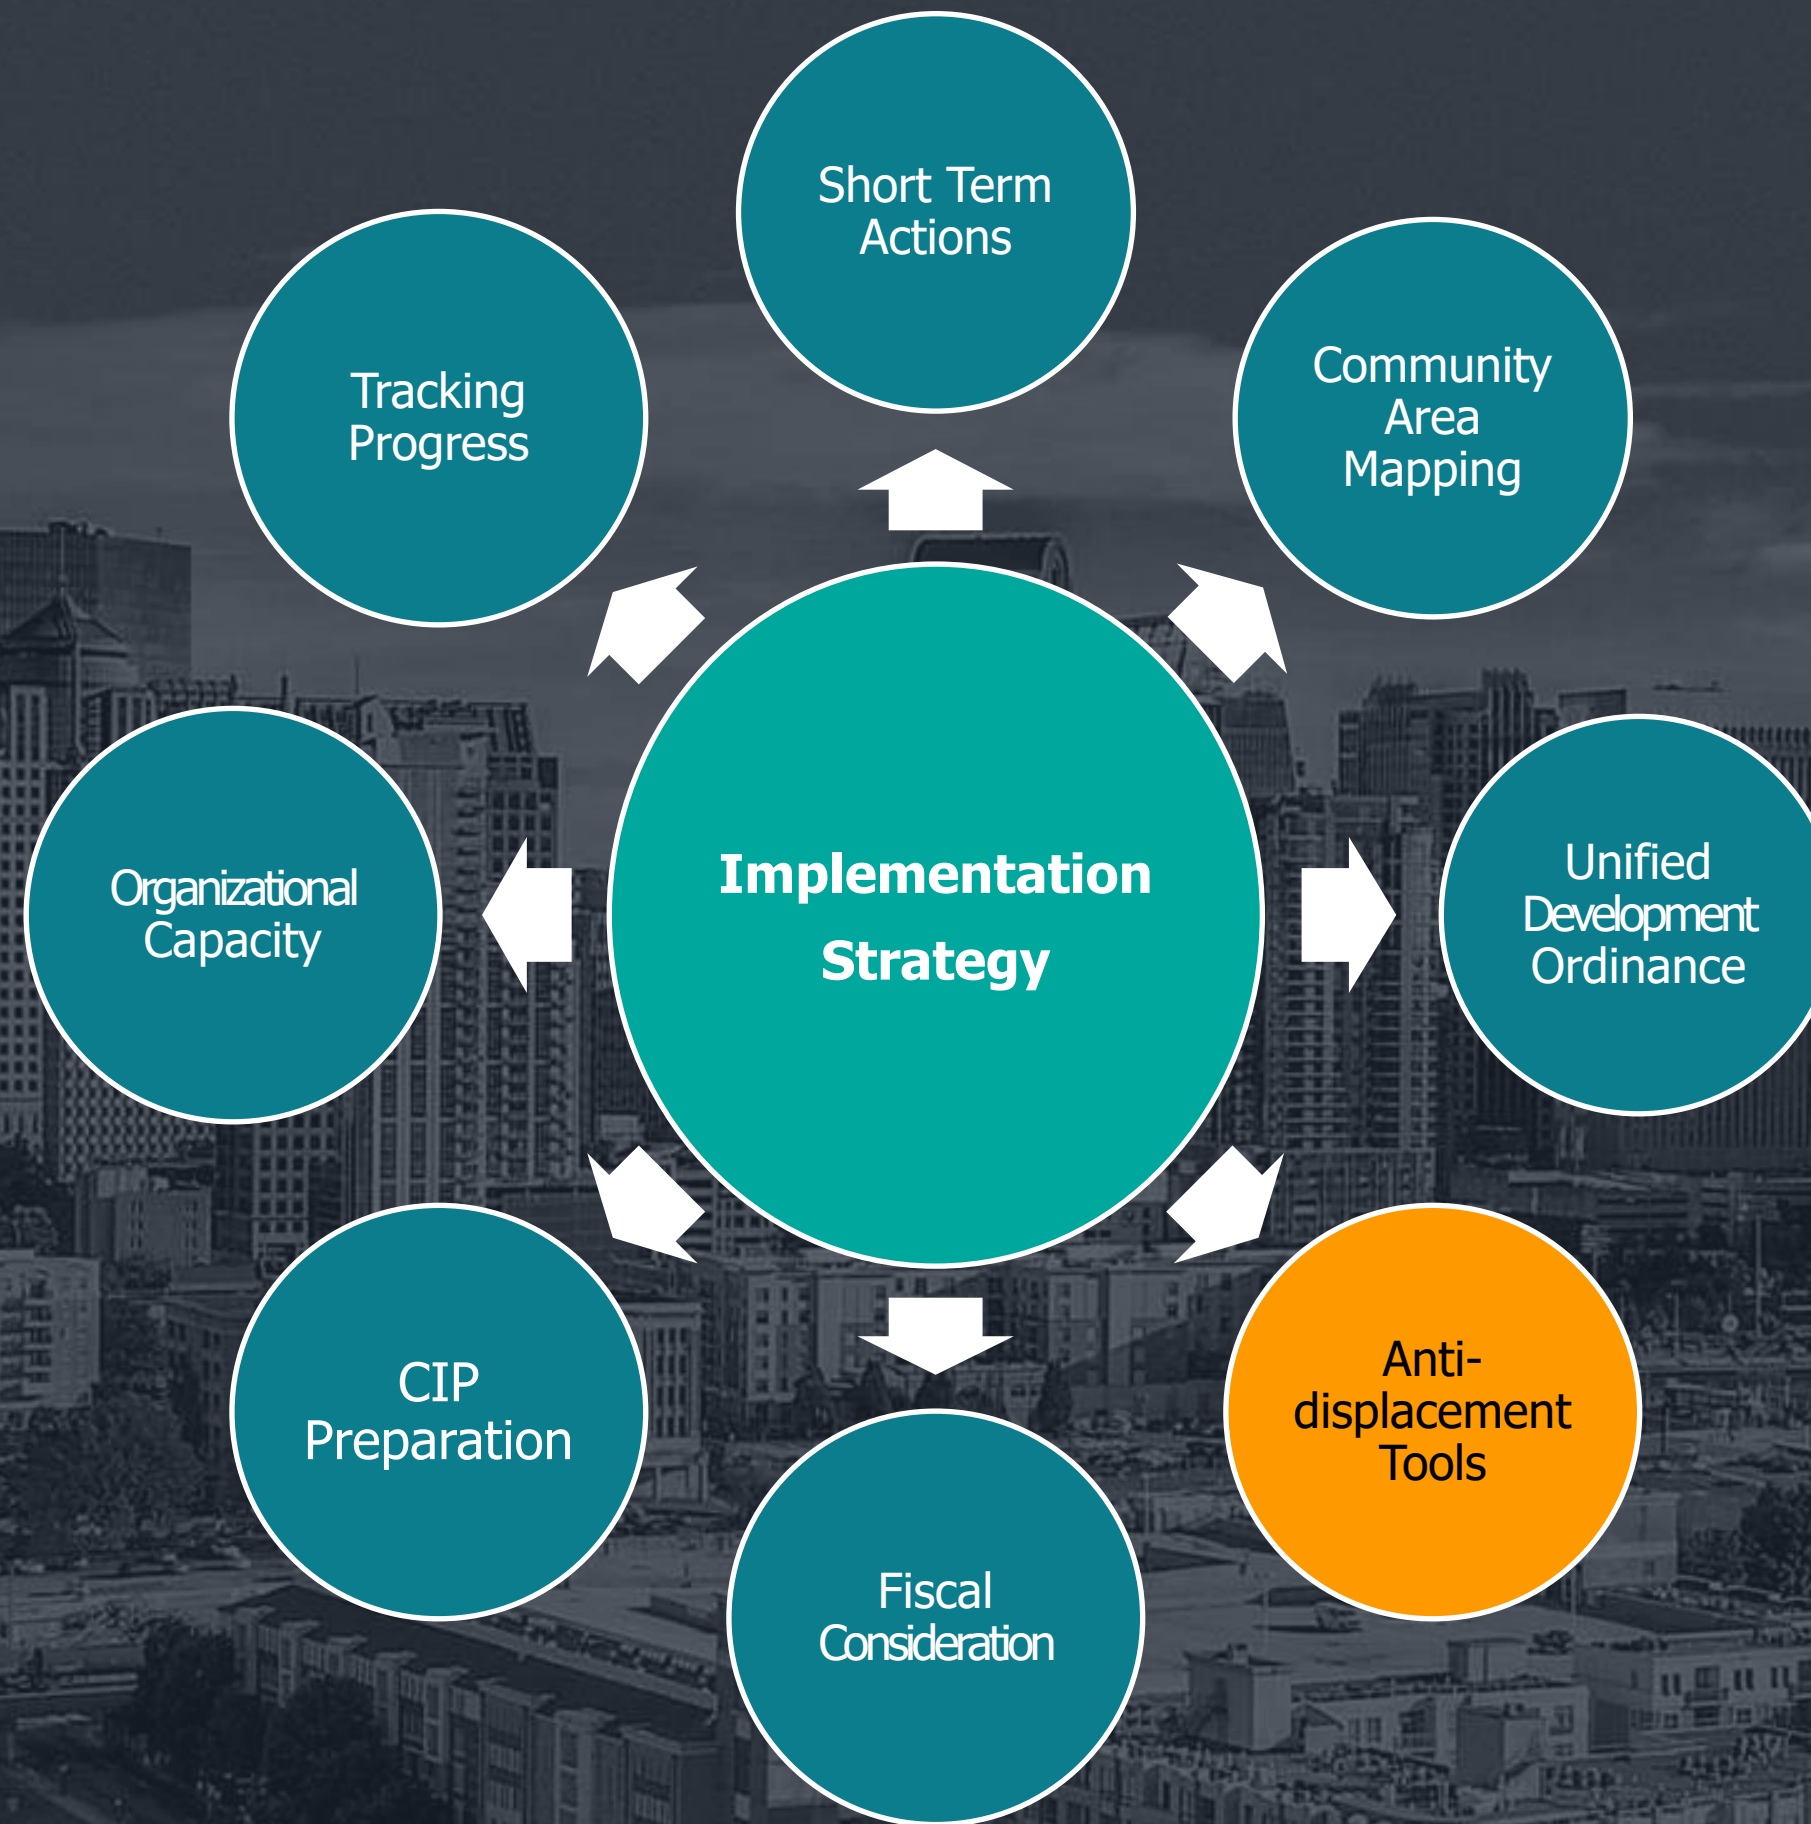 Short Term
Actions
Community
Area
Mapping
Unified
Development
Ordinance
Anti-
displacement
Tools
Fiscal
Consideration
CIP
Preparation
Organizational
Capacity
Tracking
Progress
Implementation
Strategy